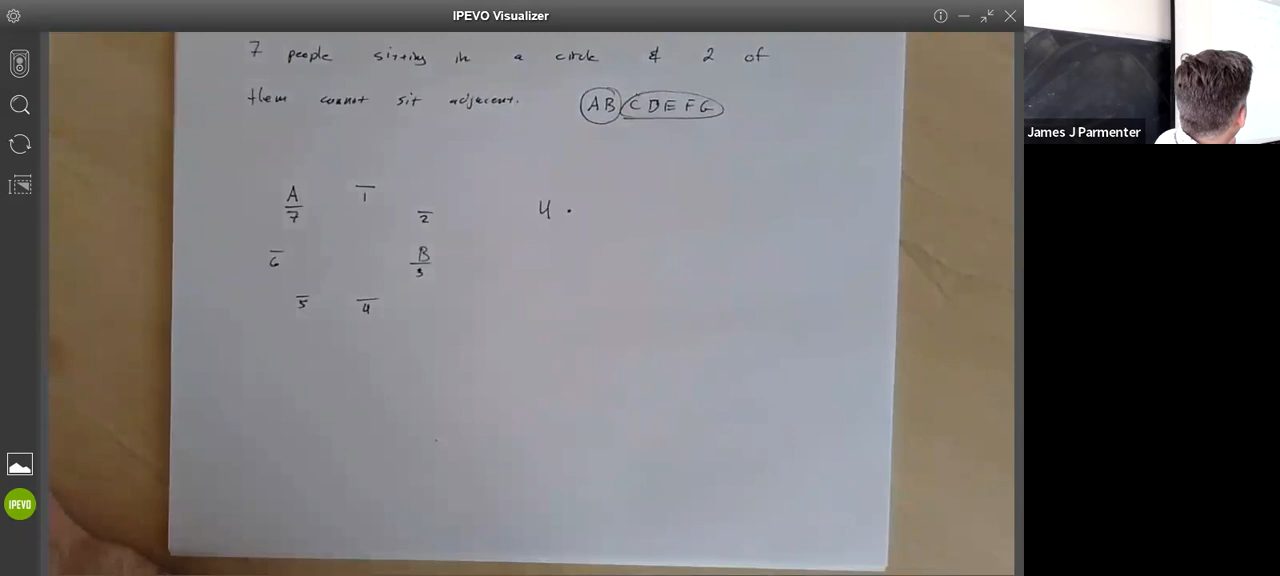 IPEVO Visualizer
7 people sitting in a circle & 2 of
them cannot sit adjacent. AB CDEFG
A
7
1
2
4 ·
6
B
3
5
4
James J Parmenter
IPEVO